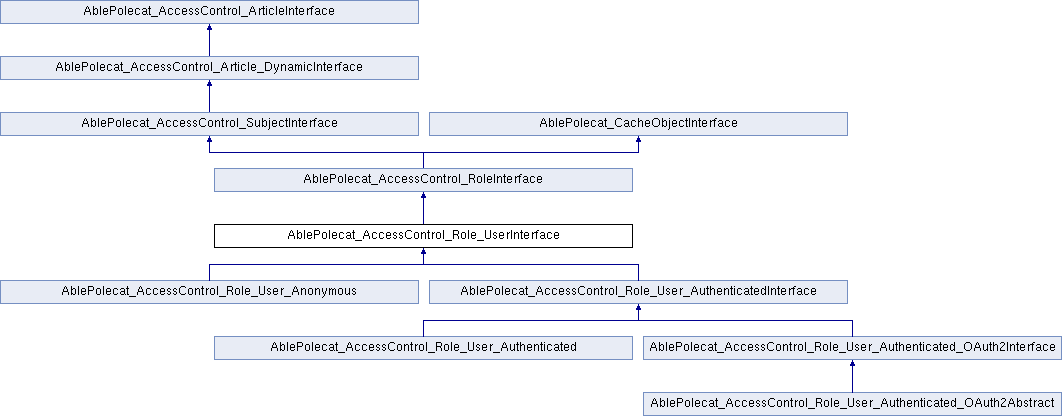 AblePolecat_AccessControl_ArticleInterface
AblePolecat_AccessControl_Article_DynamicInterface
AblePolecat_AccessControl_SubjectInterface
AblePolecat_CacheObjectInterface
AblePolecat_AccessControl_RoleInterface
AblePolecat_AccessControl_Role_UserInterface
AblePolecat_AccessControl_Role_User_Anonymous
AblePolecat_AccessControl_Role_User_AuthenticatedInterface
AblePolecat_AccessControl_Role_User_Authenticated
AblePolecat_AccessControl_Role_User_Authenticated_OAuth2Interface
AblePolecat_AccessControl_Role_User_Authenticated_OAuth2Abstract